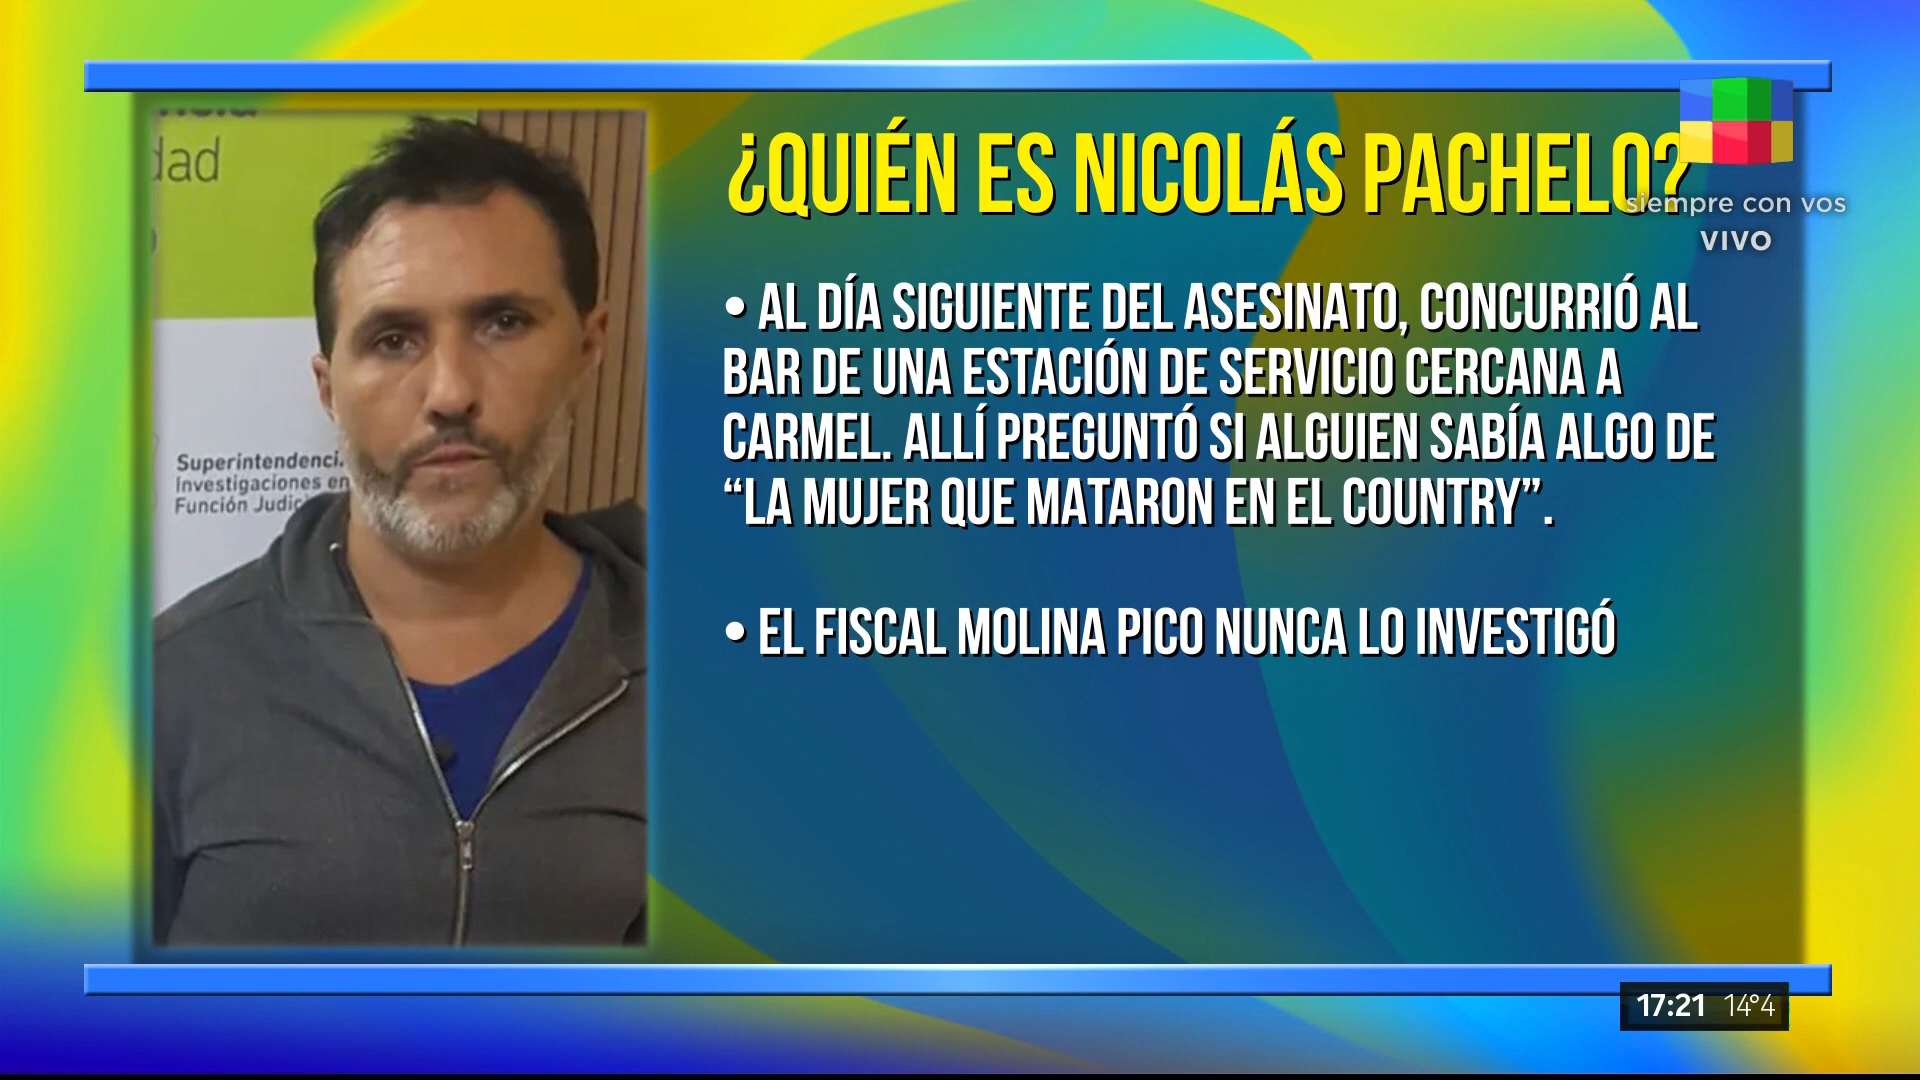 dad
Superintendenci
Investigaciones en
Función Judic
¿QUIÉN ES NICOLÁS PACHELO?
siempre con vos
VIVO
• AL DÍA SIGUIENTE DEL ASESINATO, CONCURRIÓ AL
BAR DE UNA ESTACIÓN DE SERVICIO CERCANA A
CARMEL. ALLÍ PREGUNTÓ SI ALGUIEN SABÍA ALGO DE
“LA MUJER QUE MATARON EN EL COUNTRY”.
• EL FISCAL MOLINA PICO NUNCA LO INVESTIGÓ
17:21 14°4